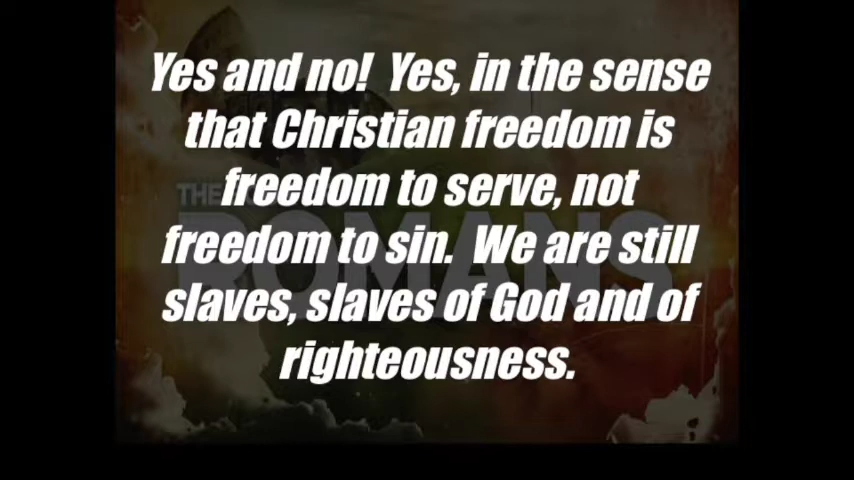 Yes and no!  Yes, in the sense
that Christian freedom is
freedom to serve, not
freedom to sin.  We are still
slaves, slaves of God and of
righteousness.
THE
ROMANS